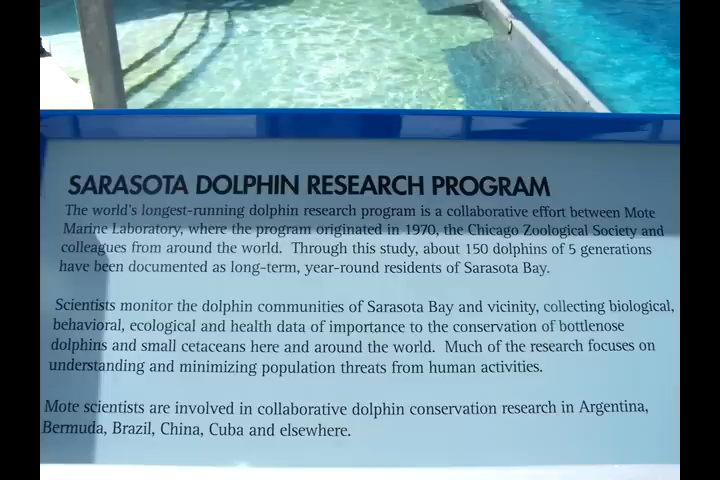 SARASOTA DOLPHIN RESEARCH PROGRAM
The world's longest-running dolphin research program is a collaborative effort between Mote
Marine Laboratory, where the program originated in 1970, the Chicago Zoological Society and
colleagues from around the world. Through this study, about 150 dolphins of 5 generations
have been documented as long-term, year-round residents of Sarasota Bay.
Scientists monitor the dolphin communities of Sarasota Bay and vicinity, collecting biological,
behavioral, ecological and health data of importance to the conservation of bottlenose
dolphins and small cetaceans here and around the world. Much of the research focuses on
understanding and minimizing population threats from human activities.
Mote scientists are involved in collaborative dolphin conservation research in Argentina,
Bermuda, Brazil, China, Cuba and elsewhere.